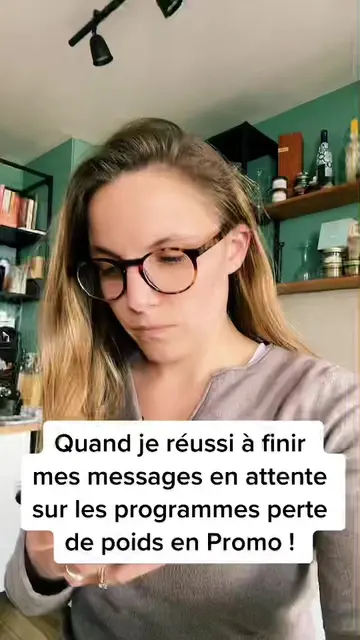 Quand je réussi à finir
mes messages en attente
sur les programmes perte
de poids en Promo !